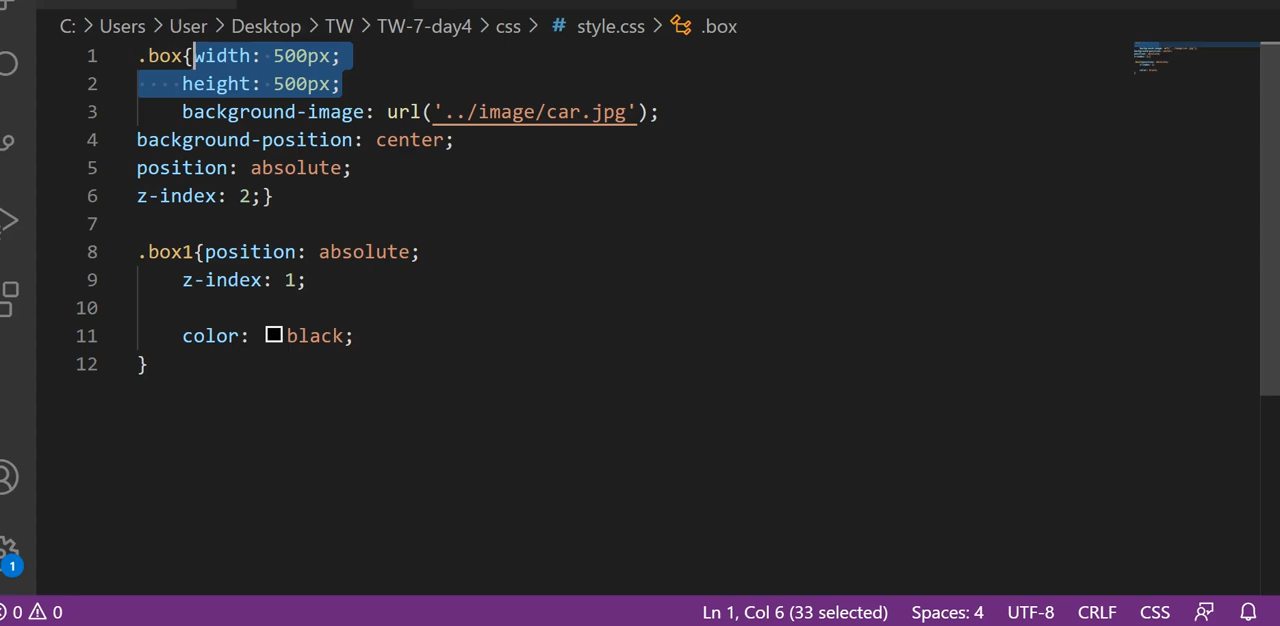 C: > Users > User > Desktop > TW > TW-7-day4 > css > # style.css > .box
1 .box{width: 500px;
2 height: 500px;
3 background-image: url('../image/car.jpg');
4 background-position: center;
5 position: absolute;
6 z-index: 2;}
7
8 .box1{position: absolute;
9 z-index: 1;
10
11 color: black;
12 }
1
0 0 Ln 1, Col 6 (33 selected) Spaces: 4 UTF-8 CRLF CSS